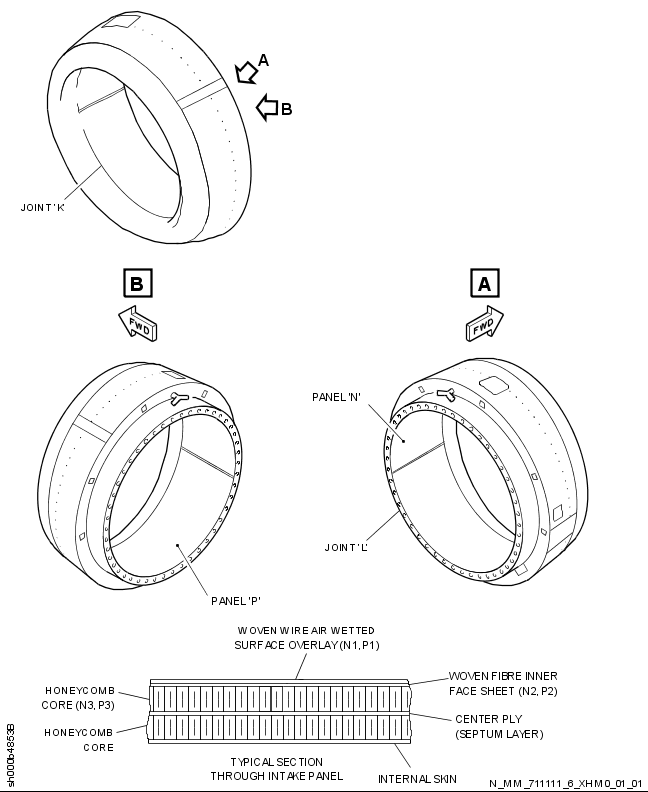 A
B
JOINT 'K'
B
A
FWD
FWD
PANEL 'N'
JOINT 'L'
PANEL 'P'
WOVEN WIRE AIR WETTED
SURFACE OVERLAY (N1, P1)
HONEYCOMB
CORE (N3, P3)
WOVEN FIBRE INNER
FACE SHEET (N2, P2)
HONEYCOMB
CORE
CENTER PLY
(SEPTUM LAYER)
TYPICAL SECTION
THROUGH INTAKE PANEL
INTERNAL SKIN
sh000b4853B
N_MM_711111_6_XHM0_01_01